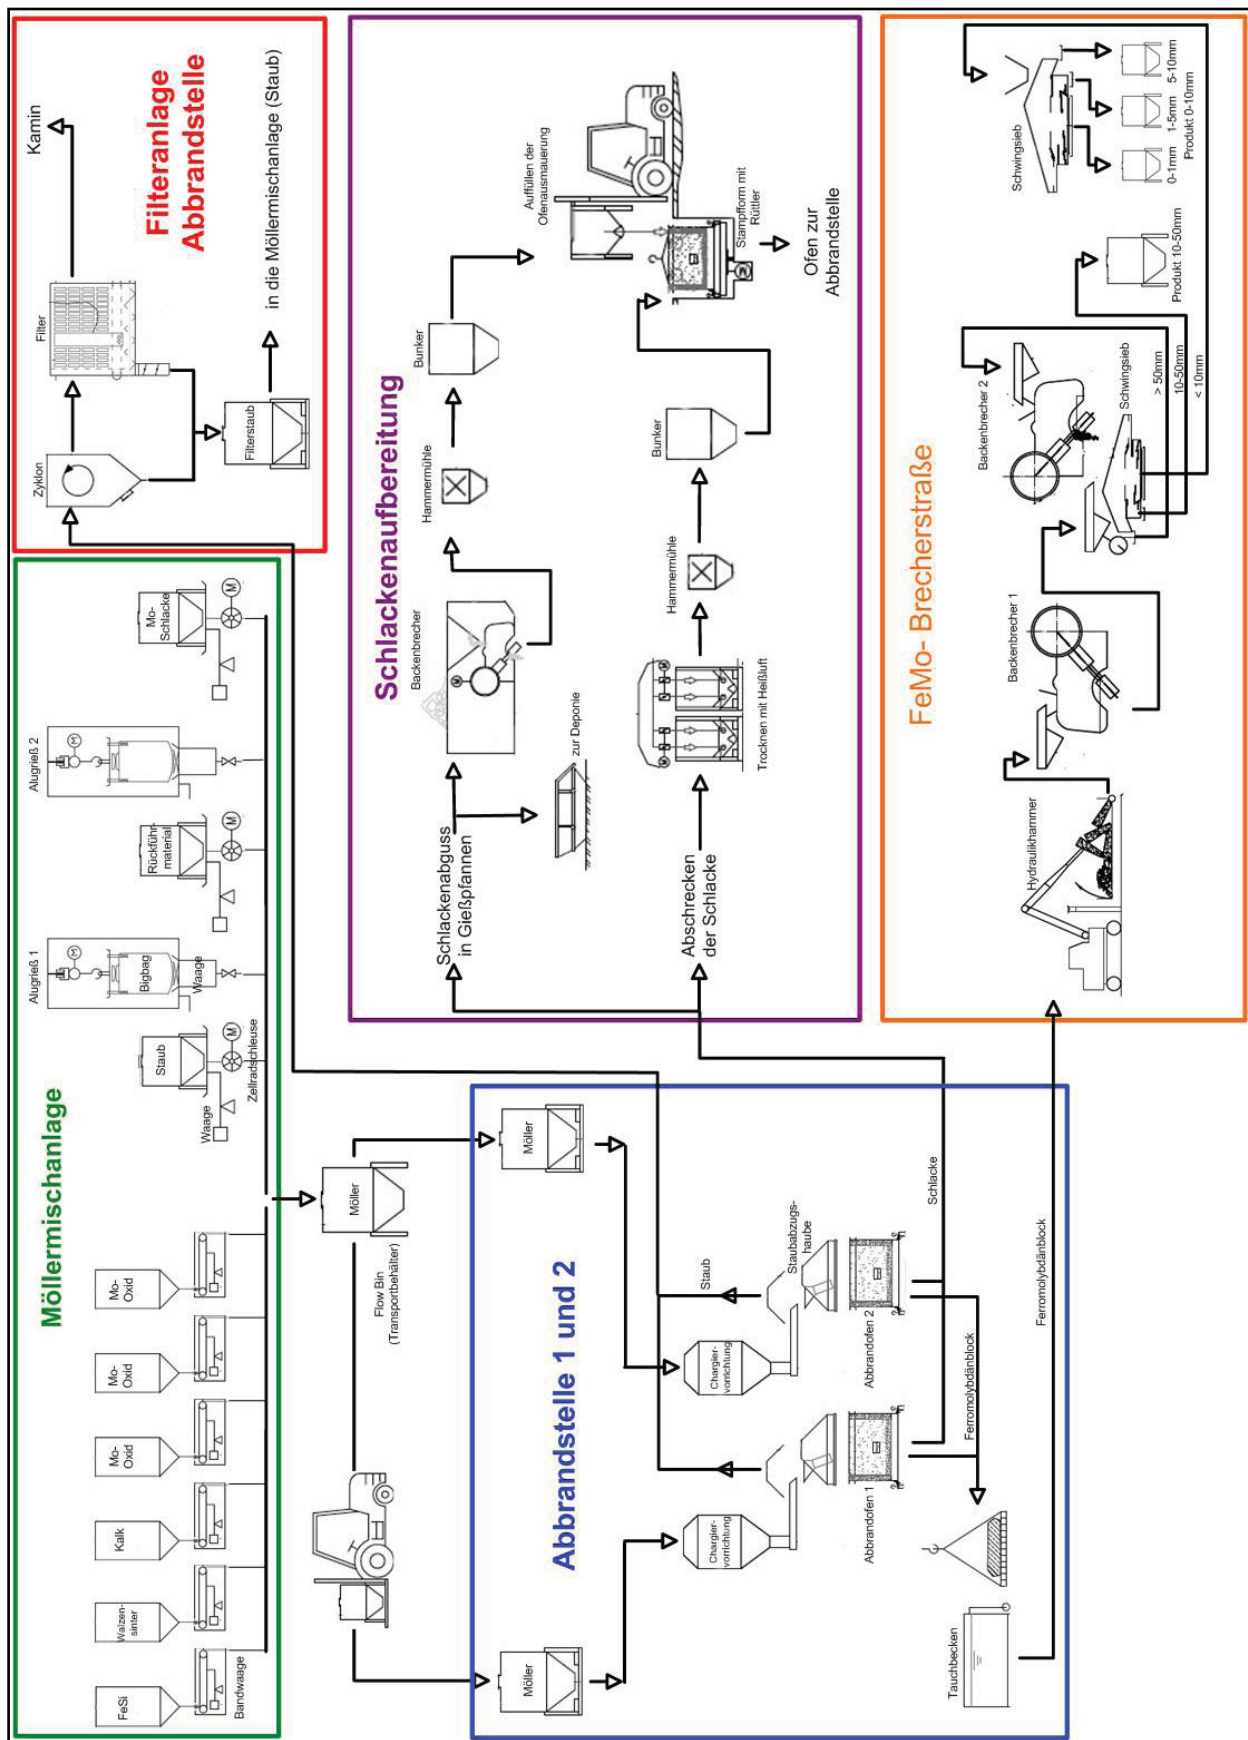 Möllermischanlage
FeSi
Walzen-
sinter
Kalk
Mo-
Oxid
Mo-
Oxid
Mo-
Oxid
Bandwaage
Staub
Waage
Zellradschleuse
M
Alugrieß 1
M
Bigbag
Waage
Rückführ-
material
M
Alugrieß 2
M
Mo-
Schlacke
M
Filteranlage
Abbrandstelle
Kamin
Zyklon
Filter
Filterstaub
in die Möllermischanlage (Staub)
Möller
Flow Bin
(Transportbehälter)
Abbrandstelle 1 und 2
Möller
Möller
Chargier-
vorrichtung
Chargier-
vorrichtung
Staub
Staubabzugs-
haube
Abbrandofen 1
Abbrandofen 2
Schlacke
Ferromolybdänblock
Ferromolybdänblock
Tauchbecken
Schlackenaufbereitung
Schlackenabguss
in Gießpfannen
zur Deponie
Backenbrecher
Hammermühle
Bunker
Auffüllen der
Ofenausmauerung
Abschrecken
der Schlacke
Trocknen mit Heißluft
Hammermühle
Bunker
Stampfform mit
Rüttler
Ofen zur
Abbrandstelle
FeMo- Brecherstraße
Hydraulikhammer
Backenbrecher 1
Backenbrecher 2
Schwingsieb
> 50mm
10-50mm
< 10mm
Produkt 10-50mm
Schwingsieb
0-1mm
1-5mm
5-10mm
Produkt 0-10mm